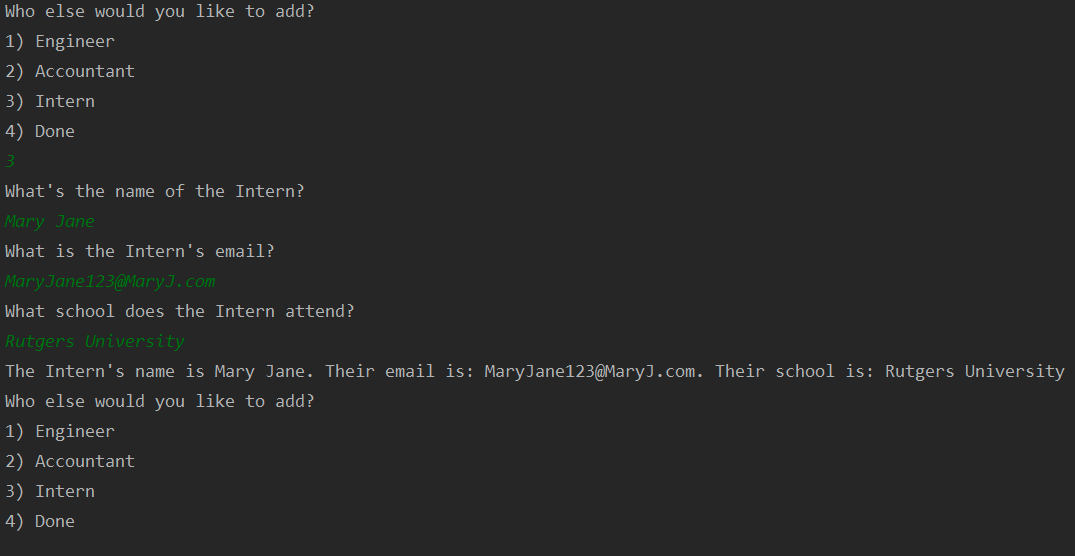 Who else would you like to add?
1) Engineer
2) Accountant
3) Intern
4) Done
3
What's the name of the Intern?
Mary Jane
What is the Intern's email?
MaryJane123@MaryJ.com
What school does the Intern attend?
Rutgers University
The Intern's name is Mary Jane. Their email is: MaryJane123@MaryJ.com. Their school is: Rutgers University
Who else would you like to add?
1) Engineer
2) Accountant
3) Intern
4) Done